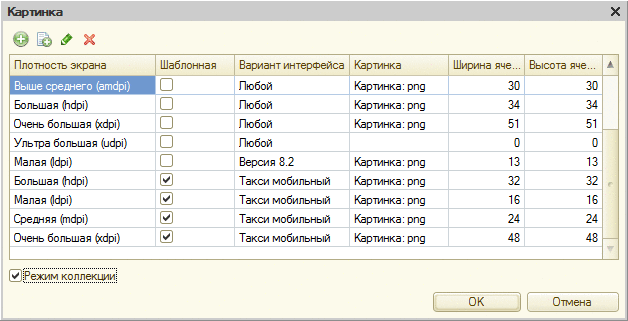 Картинка
Плотность экрана Шаблонная Вариант интерфейса Картинка Ширина яче... Высота яче...
Выше среднего (amdpi) Любой Картинка: png 30 30
Большая (hdpi) Любой Картинка: png 34 34
Очень большая (xdpi) Любой Картинка: png 51 51
Ультра большая (udpi) Любой 0 0
Малая (ldpi) Версия 8.2 Картинка: png 13 13
Большая (hdpi) Такси мобильный Картинка: png 32 32
Малая (ldpi) Такси мобильный Картинка: png 16 16
Средняя (mdpi) Такси мобильный Картинка: png 24 24
Очень большая (xdpi) Такси мобильный Картинка: png 48 48
Режим коллекции
OK Отмена